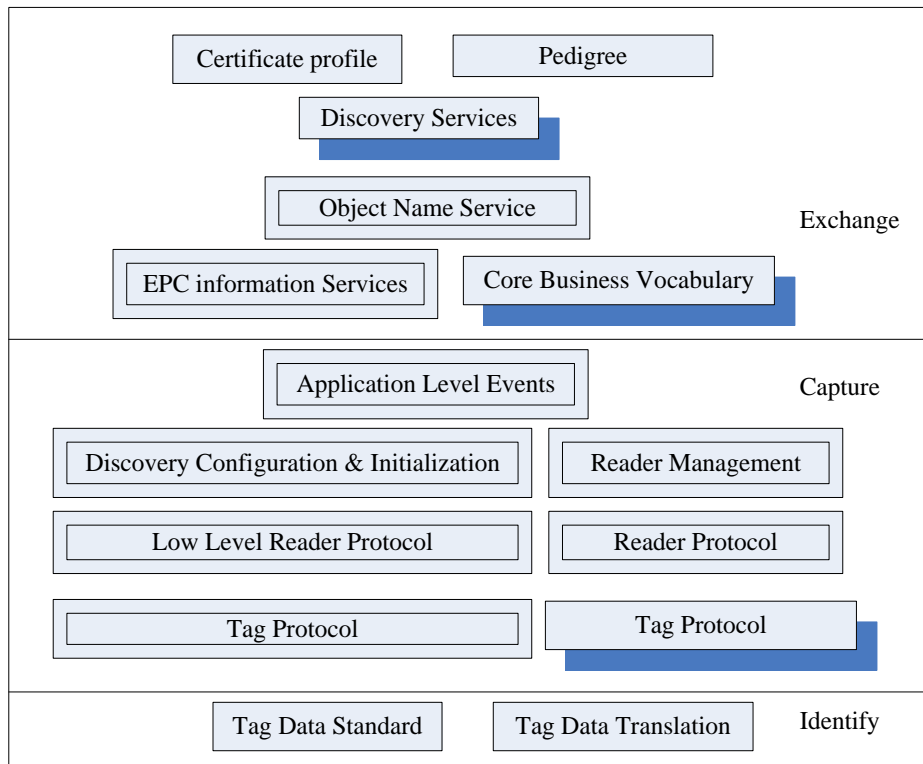 Certificate profile
Pedigree
Discovery Services
Object Name Service
Exchange
EPC information Services
Core Business Vocabulary
Application Level Events
Capture
Discovery Configuration & Initialization
Reader Management
Low Level Reader Protocol
Reader Protocol
Tag Protocol
Tag Protocol
Tag Data Standard
Tag Data Translation
Identify